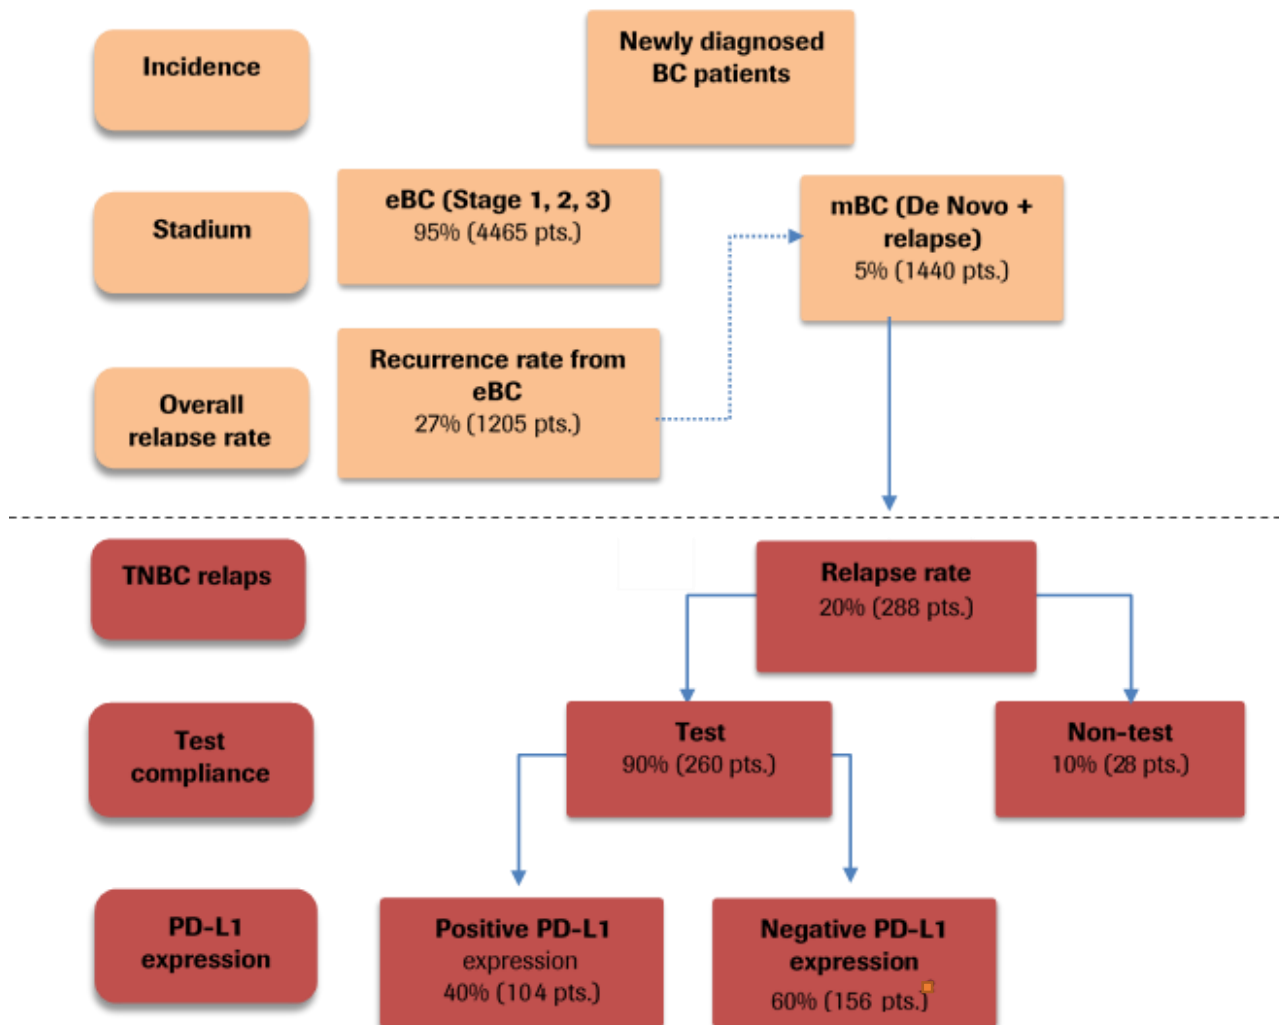 Incidence
Newly diagnosed
BC patients
Stadium
eBC (Stage 1, 2, 3)
95% (4465 pts.)
mBC (De Novo +
relapse)
5% (1440 pts.)
Overall
relapse rate
Recurrence rate from
eBC
27% (1205 pts.)
TNBC relaps
Relapse rate
20% (288 pts.)
Test
compliance
Test
90% (260 pts.)
Non-test
10% (28 pts.)
PD-L1
expression
Positive PD-L1
expression
40% (104 pts.)
Negative PD-L1
expression
60% (156 pts.)